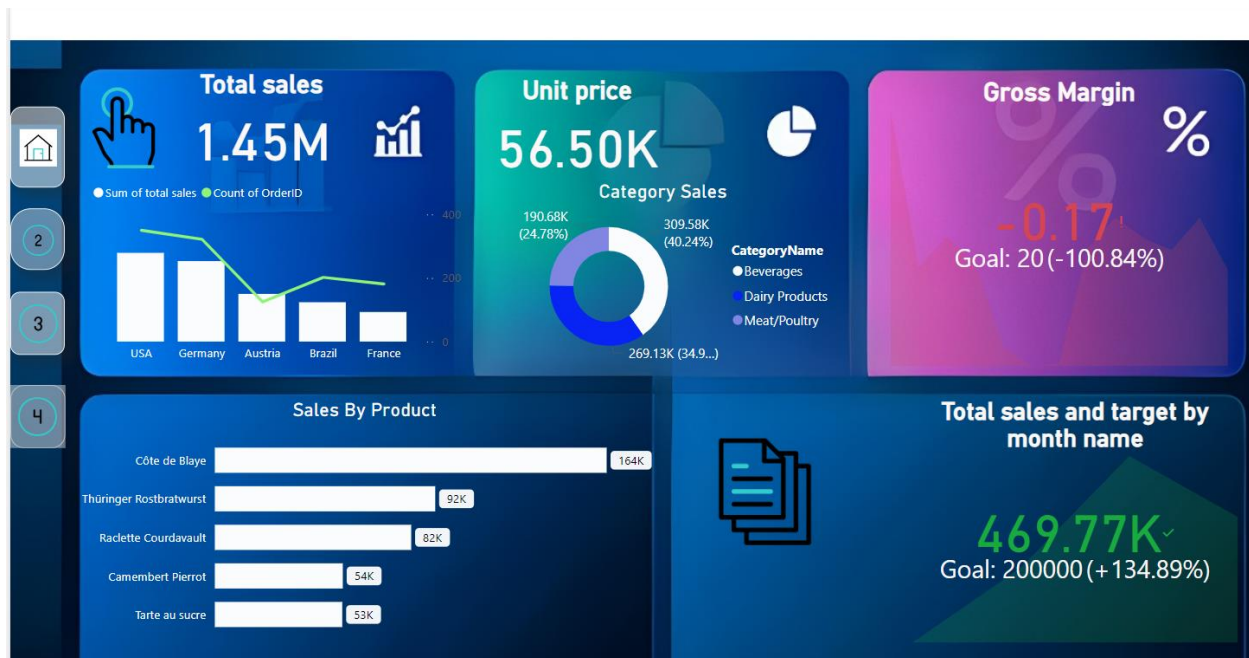 Total sales
1.45M
Sum of total sales Count of OrderID
400
200
0
USA Germany Austria Brazil France
Unit price
56.50K
Category Sales
190.68K
(24.78%)
309.58K
(40.24%)
269.13K (34.9...)
CategoryName
Beverages
Dairy Products
Meat/Poultry
Gross Margin
%
-0.17!
Goal: 20 (-100.84%)
2
3
4
Sales By Product
Côte de Blaye 164K
Thüringer Rostbratwurst 92K
Raclette Courdavault 82K
Camembert Pierrot 54K
Tarte au sucre 53K
Total sales and target by
month name
469.77K
Goal: 200000 (+134.89%)